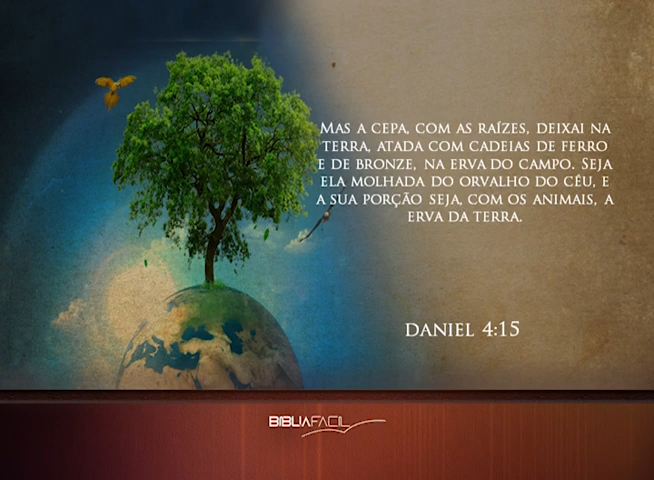 MAS A CEPA, COM AS RAÍZES, DEIXAI NA
TERRA, ATADA COM CADEIAS DE FERRO
E DE BRONZE, NA ERVA DO CAMPO. SEJA
ELA MOLHADA DO ORVALHO DO CÉU, E
A SUA PORÇÃO SEJA, COM OS ANIMAIS, A
ERVA DA TERRA.
DANIEL 4:15
BIBLIAFACIL